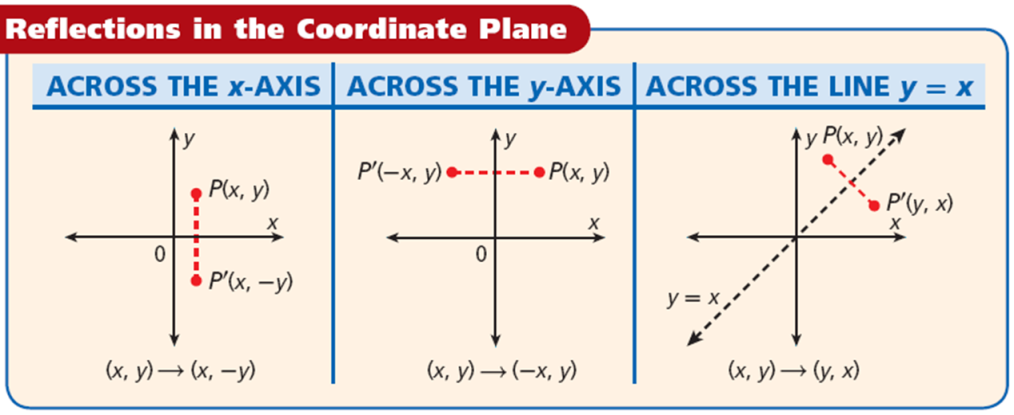 Reflections in the Coordinate Plane
ACROSS THE x-AXIS
y
P(x, y)
x
0
P′(x, −y)
(x, y) → (x, −y)
ACROSS THE y-AXIS
y
P′(−x, y)
P(x, y)
x
0
(x, y) → (−x, y)
ACROSS THE LINE y = x
y
P(x, y)
P′(y, x)
x
y = x
(x, y) → (y, x)